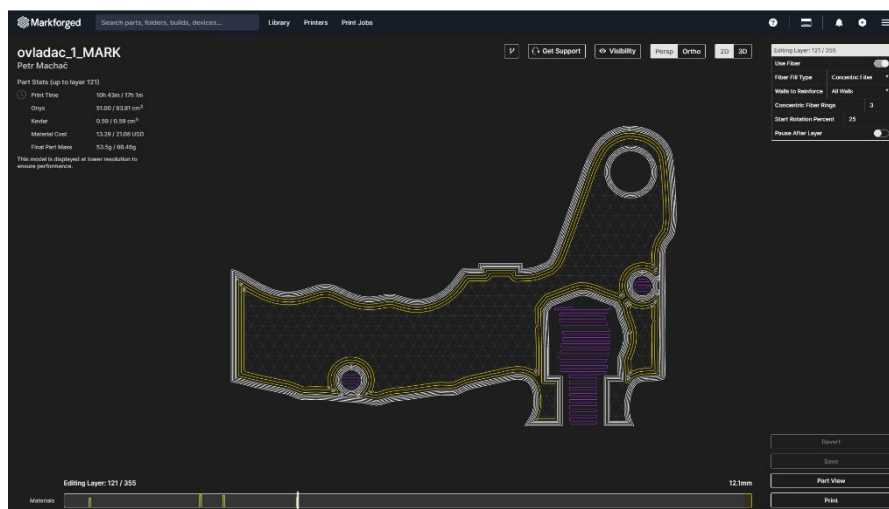 Markforged
Search parts, folders, builds, devices...
Library
Printers
Print Jobs
ovladac_1_MARK
Petr Machač
Get Support
Visibility
Persp
Ortho
2D
3D
Part Stats (up to layer 121)
Print Time 10h 43m / 17h 1m
Onyx 51.00 / 83.81 cm³
Kevlar 0.59 / 0.59 cm³
Material Cost 13.28 / 21.08 USD
Final Part Mass 53.5g / 88.46g
This model is displayed at lower resolution to
ensure performance.
Editing Layer: 121 / 355
Use Fiber
Fiber Fill Type Concentric Fiber
Walls to Reinforce All Walls
Concentric Fiber Rings 3
Start Rotation Percent 25
Pause After Layer
Revert
Save
Part View
Print
Editing Layer: 121 / 355
12.1mm
Materials